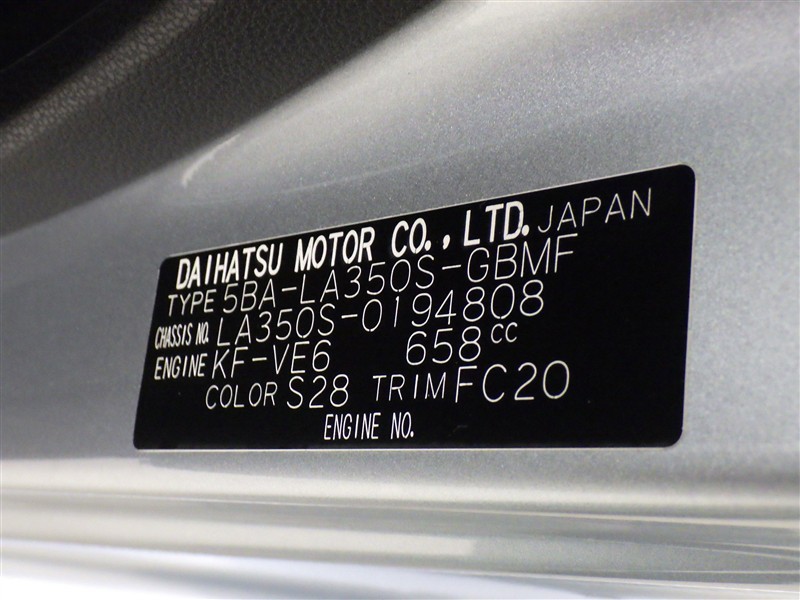 DAIHATSU MOTOR CO., LTD. JAPAN
TYPE 5BA-LA350S-GBMF
CHASSIS NO. LA350S-0194808
ENGINE KF-VE6 658cc
COLOR S28 TRIM FC20
ENGINE NO.